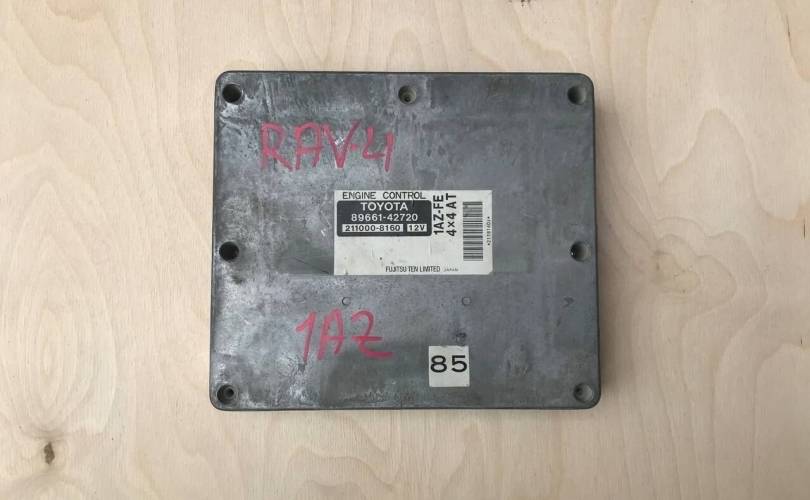 RAV-4
ENGINE CONTROL
TOYOTA
89661-42720
211000-8160 12V
1AZ-FE
4×4 AT
FUJITSU TEN LIMITED JAPAN
1AZ
85